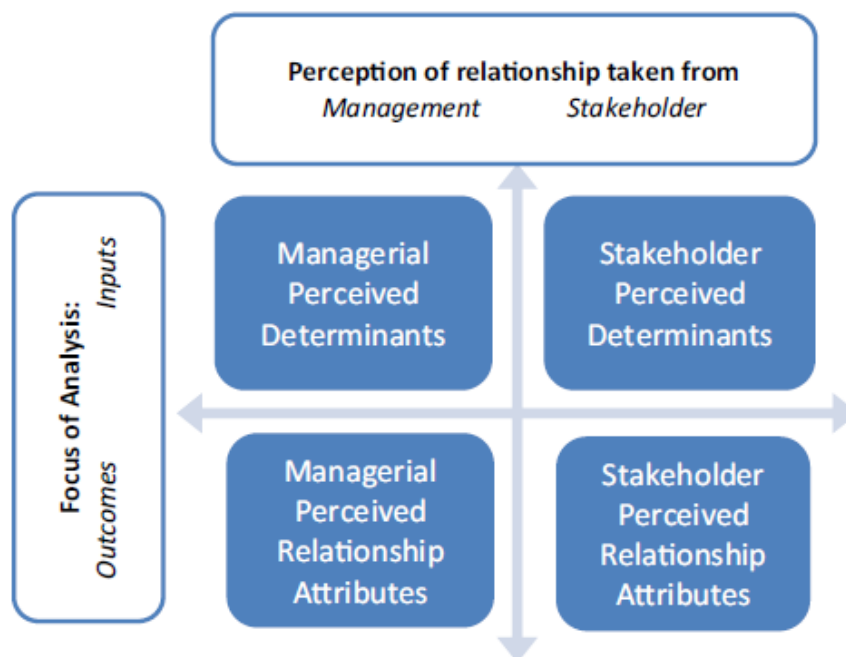 Perception of relationship taken from
Management Stakeholder
Focus of Analysis:
Inputs
Outcomes
Managerial
Perceived
Determinants
Stakeholder
Perceived
Determinants
Managerial
Perceived
Relationship
Attributes
Stakeholder
Perceived
Relationship
Attributes